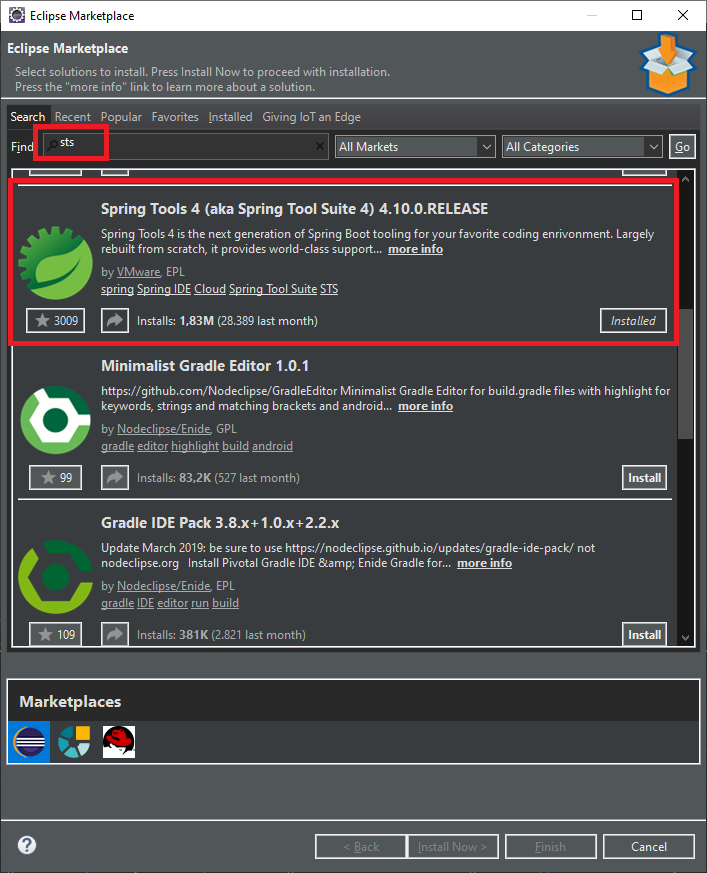 Eclipse Marketplace
Eclipse Marketplace
Select solutions to install. Press Install Now to proceed with installation.
Press the "more info" link to learn more about a solution.
Search Recent Popular Favorites Installed Giving IoT an Edge
Find: sts All Markets All Categories Go
Spring Tools 4 (aka Spring Tool Suite 4) 4.10.0.RELEASE
Spring Tools 4 is the next generation of Spring Boot tooling for your favorite coding enrivonment. Largely
rebuilt from scratch, it provides world-class support... more info
by VMware, EPL
spring Spring IDE Cloud Spring Tool Suite STS
3009 Installs: 1,83M (28.389 last month) Installed
Minimalist Gradle Editor 1.0.1
https://github.com/Nodeclipse/GradleEditor Minimalist Gradle Editor for build.gradle files with highlight for
keywords, strings and matching brackets and android... more info
by Nodeclipse/Enide, GPL
gradle editor highlight build android
99 Installs: 83,2K (527 last month) Install
Gradle IDE Pack 3.8.x+1.0.x+2.2.x
Update March 2019: be sure to use https://nodeclipse.github.io/updates/gradle-ide-pack/ not
nodeclipse.org Install Pivotal Gradle IDE &amp; Enide Gradle for... more info
by Nodeclipse/Enide, EPL
gradle IDE editor run build
109 Installs: 381K (2.821 last month) Install
Marketplaces
? < Back Install Now > Finish Cancel